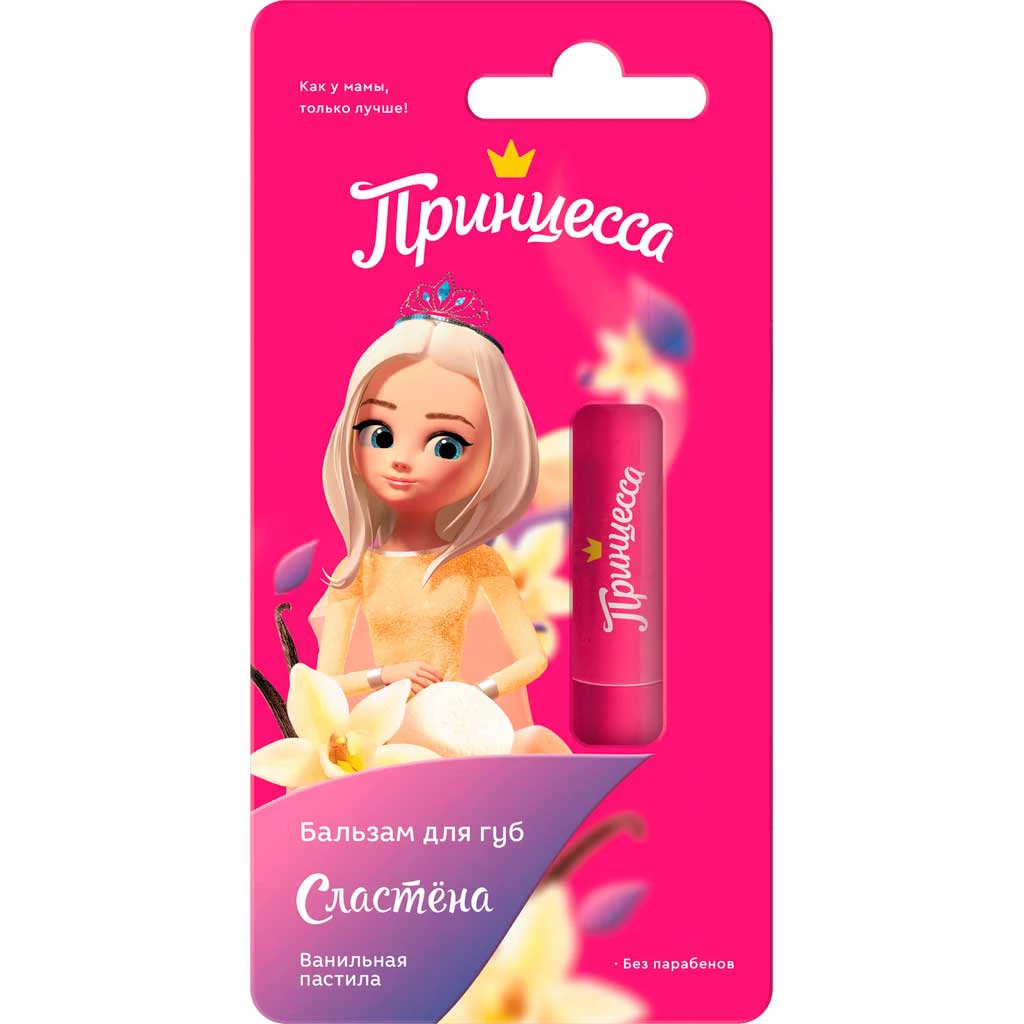 Как у мамы,
только лучше!
Принцесса
Принцесса
Бальзам для губ
Сластёна
Ванильная
пастила
· Без парабенов